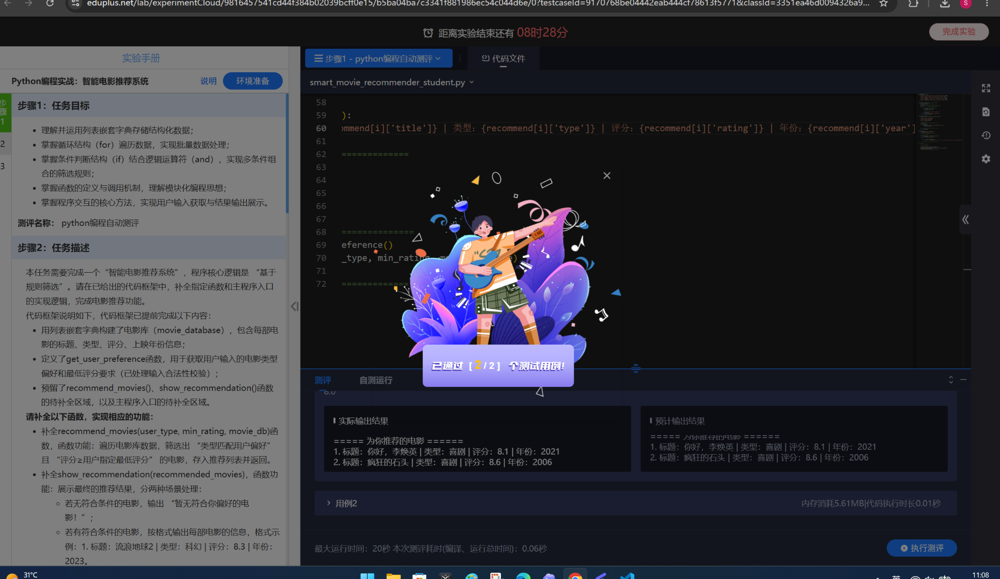 eduplus.net/lab/experimentCloud/9816457541cd44f384b02039bcff0e15/b5ba04ba7c3341f881986ec54c044d6e/0?testcaseId=9170768be04442eab444cf78613f5771&classId=3351ea46d0094326a9...
S
距离实验结束还有 08时28分
完成实验
实验手册
Python编程实战：智能电影推荐系统
说明
环境准备
步骤1
2
3
步骤1：任务目标
理解并运用列表嵌套字典存储结构化数据；
掌握循环结构（for）遍历数据，实现批量数据处理；
掌握条件判断结构（if）结合逻辑运算符（and），实现多条件组
合的筛选规则；
掌握函数的定义与调用机制，理解模块化编程思想；
掌握程序交互的核心方法，实现用户输入获取与结果输出展示。
测评名称： python编程自动测评
步骤2：任务描述
本任务需要完成一个“智能电影推荐系统”，程序核心逻辑是 “基于
规则筛选”。请在已给出的代码框架中，补全指定函数和主程序入口
的实现逻辑，完成电影推荐功能。
代码框架说明如下，代码框架已提前完成以下内容：
用列表嵌套字典构建了电影库（movie_database），包含每部电
影的标题、类型、评分、上映年份信息；
定义了get_user_preference函数，用于获取用户输入的电影类型
偏好和最低评分要求（已处理输入合法性校验）；
预留了recommend_movies()、show_recommendation()函数
的待补全区域，以及主程序入口的待补全区域。
请补全以下函数，实现相应的功能：
补全recommend_movies(user_type, min_rating, movie_db)函
数，函数功能：遍历电影库数据，筛选出 “类型匹配用户偏好”
且 “评分≥用户指定最低评分” 的电影，存入推荐列表并返回。
补全show_recommendation(recommended_movies)，函数功
能：展示最终的推荐结果，分两种场景处理：
若无符合条件的电影，输出 “暂无符合你偏好的电
影！”；
若有符合条件的电影，按格式输出每部电影的信息，格式示
例：1. 标题：流浪地球2 | 类型：科幻 | 评分：8.3 | 年份：
2023。
步骤1 - python编程自动测评
代码文件
smart_movie_recommender_student.py
58
59 ):
60 ommend[i]['title']} | 类型：{recommend[i]['type']} | 评分：{recommend[i]['rating']} | 年份：{recommend[i]['year']
61
62 =============
63
64
65
66
67
68 ==============
69 eference()
70 _type, min_rating, )
71
72 =============
已通过 [2/2] 个测试用例!
测评
自测运行
实际输出结果
===== 为你推荐的电影 ======
1. 标题：你好，李焕英 | 类型：喜剧 | 评分：8.1 | 年份：2021
2. 标题：疯狂的石头 | 类型：喜剧 | 评分：8.6 | 年份：2006
预计输出结果
===== 为你推荐的电影 ======
1. 标题：你好，李焕英 | 类型：喜剧 | 评分：8.1 | 年份：2021
2. 标题：疯狂的石头 | 类型：喜剧 | 评分：8.6 | 年份：2006
用例2
内存消耗5.61MB|代码执行时长0.01秒
最大运行时间：20秒 本次测评耗时(编译、运行总时间)：0.06秒
执行测评
31°C
11:08